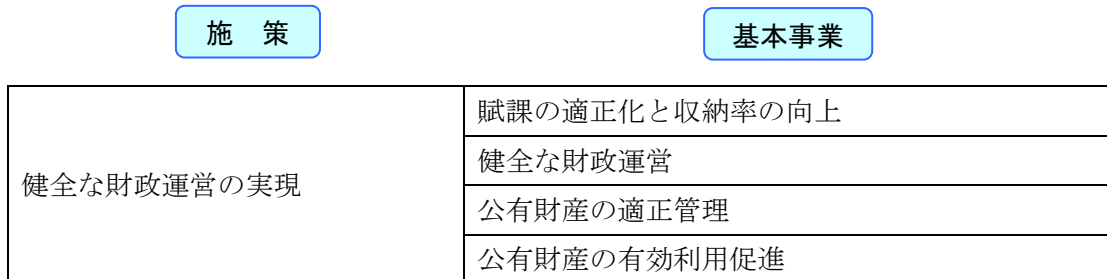 施　策
基本事業
健全な財政運営の実現
賦課の適正化と収納率の向上
健全な財政運営
公有財産の適正管理
公有財産の有効利用促進